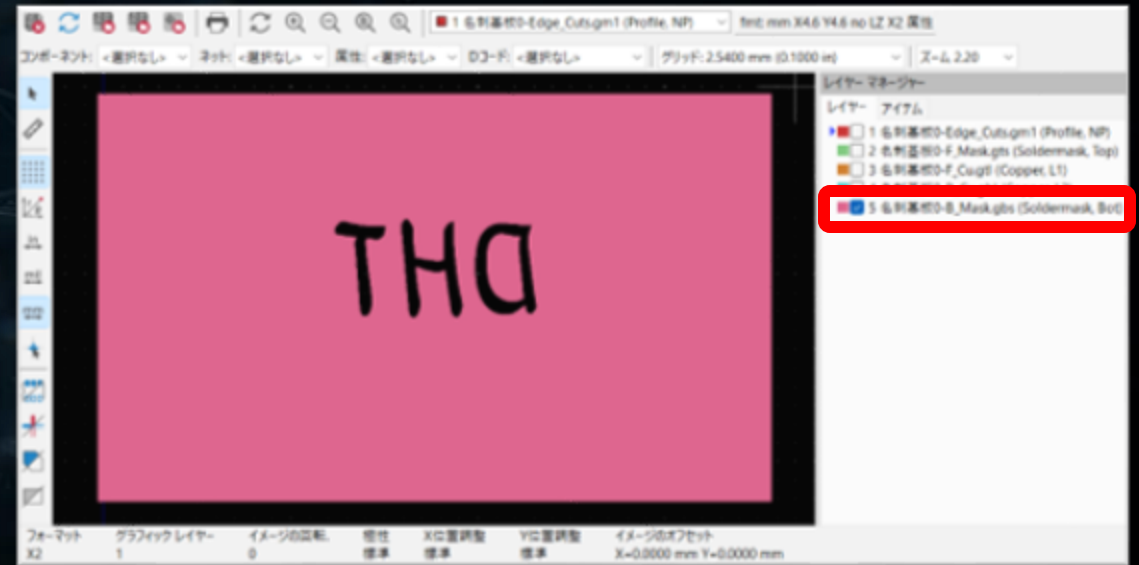 1 名刺基板0-Edge_Cuts.gm1 (Profile, NP) fmt: mm X4.6 Y4.6 no LZ X2 属性
コンポーネント: <選択なし> ネット: <選択なし> 属性: <選択なし> Dコード: <選択なし> グリッド: 2.5400 mm (0.1000 in) ズーム 2.20
レイヤー マネージャー
レイヤー アイテム
1 名刺基板0-Edge_Cuts.gm1 (Profile, NP)
2 名刺基板0-F_Mask.gts (Soldermask, Top)
3 名刺基板0-F_Cu.gtl (Copper, L1)
5 名刺基板0-B_Mask.gbs (Soldermask, Bot)
フォーマット グラフィック レイヤー イメージの回転. 極性 X位置調整 Y位置調整 イメージのオフセット
X2 1 0 標準 標準 標準 X=0.0000 mm Y=0.0000 mm